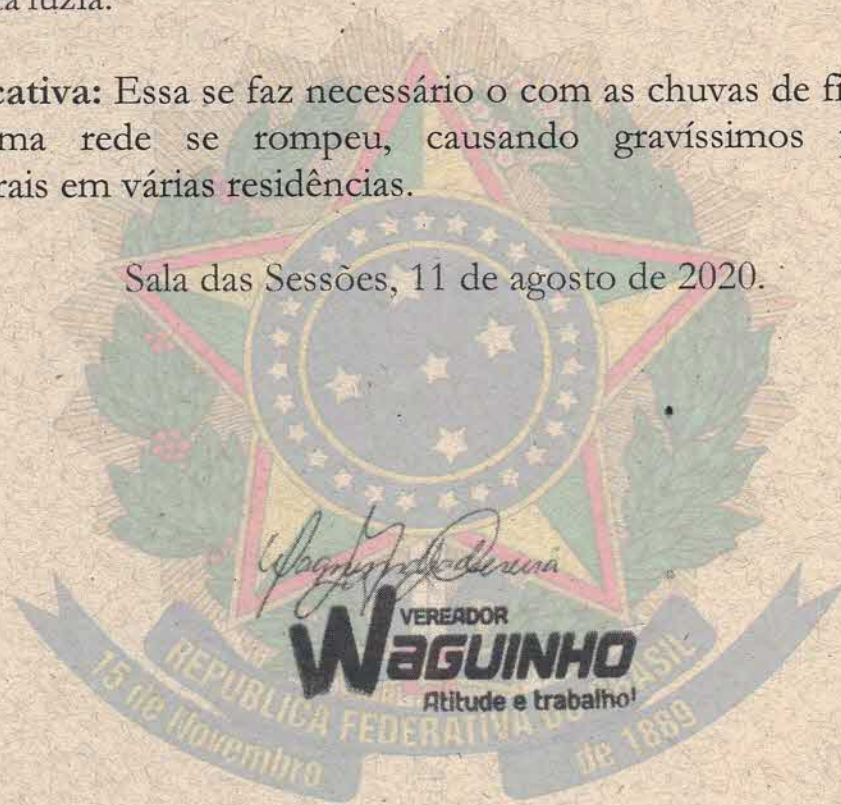 luzia.
cativa: Essa se faz necessário o com as chuvas de fi
ma rede se rompeu, causando gravíssimos p
rais em várias residências.
Sala das Sessões, 11 de agosto de 2020.
VEREADOR
WAGUINHO
Atitude e trabalho!
REPUBLICA FEDERATIVA DO BRASIL
15 de Novembro de 1889